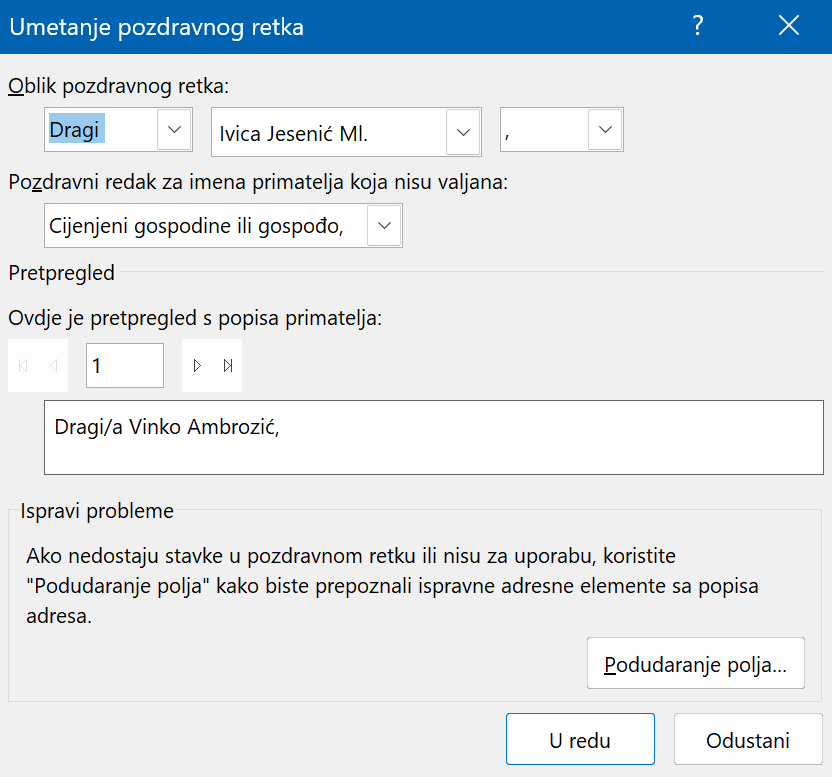 Umetanje pozdravnog retka ?
Oblik pozdravnog retka:
Dragi Ivica Jesenić Ml. ,
Pozdravni redak za imena primatelja koja nisu valjana:
Cijenjeni gospodine ili gospođo,
Pretpregled
Ovdje je pretpregled s popisa primatelja:
1
Dragi/a Vinko Ambrozić,
Ispravi probleme
Ako nedostaju stavke u pozdravnom retku ili nisu za uporabu, koristite
"Podudaranje polja" kako biste prepoznali ispravne adresne elemente sa popisa
adresa.
Podudaranje polja...
U redu Odustani